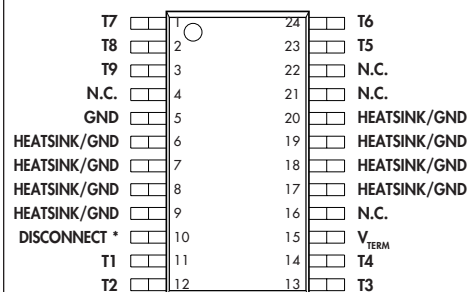 T7 1 24 T6
T8 2 23 T5
T9 3 22 N.C.
N.C. 4 21 N.C.
GND 5 20 HEATSINK/GND
HEATSINK/GND 6 19 HEATSINK/GND
HEATSINK/GND 7 18 HEATSINK/GND
HEATSINK/GND 8 17 HEATSINK/GND
HEATSINK/GND 9 16 N.C.
DISCONNECT * 10 15 VTERM
T1 11 14 T4
T2 12 13 T3